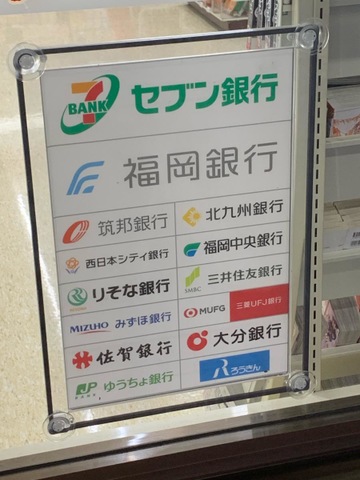 7 BANK セブン銀行
福岡銀行
筑邦銀行
北九州銀行
西日本シティ銀行
福岡中央銀行
りそな銀行
SMBC 三井住友銀行
MIZUHO みずほ銀行
MUFG 三菱UFJ銀行
佐賀銀行
大分銀行
JP BANK ゆうちょ銀行
ろうきん